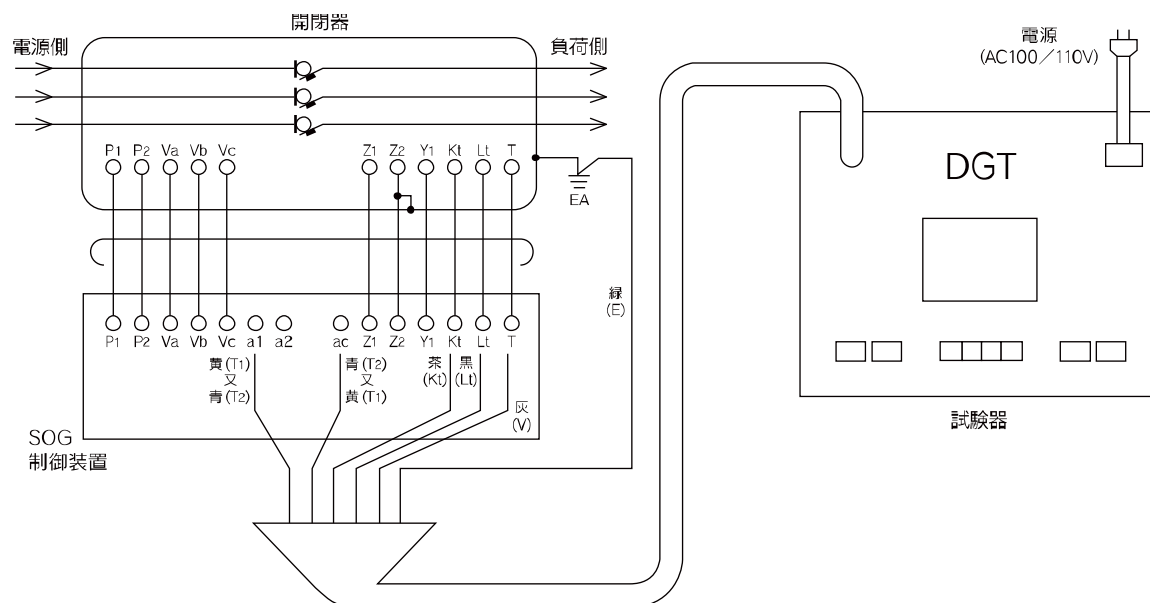 開閉器
電源側
負荷側
電源
(AC100／110V)
P1 P2 Va Vb Vc Z1 Z2 Y1 Kt Lt T
DGT
EA
緑
(E)
P1 P2 Va Vb Vc a1 a2 ac Z1 Z2 Y1 Kt Lt T
黄(T1)
又
青(T2)
青(T2)
又
黄(T1)
茶
(Kt)
黒
(Lt)
灰
(V)
試験器
SOG
制御装置